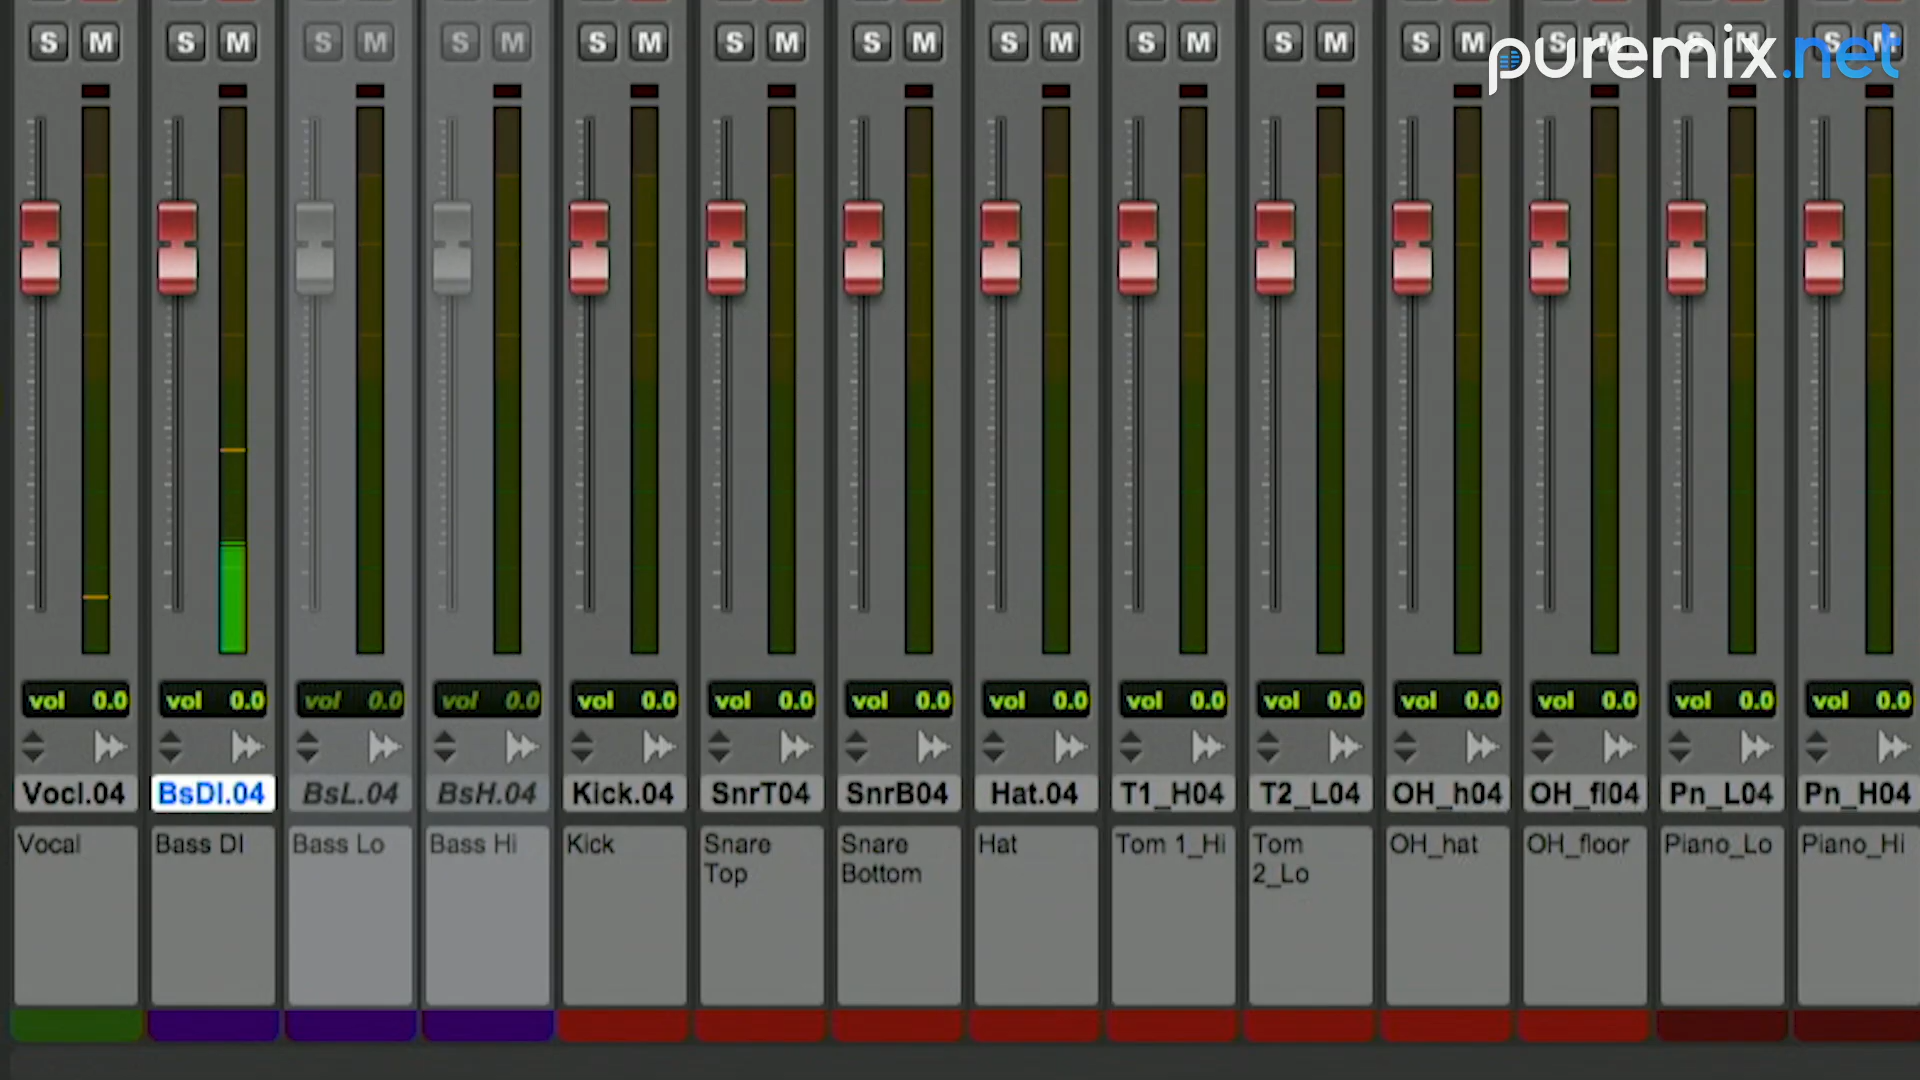 S M S M S M S M S M S M S M S M S M S M S M S M S M S M
puremix.net
vol 0.0 vol 0.0 vol 0.0 vol 0.0 vol 0.0 vol 0.0 vol 0.0 vol 0.0 vol 0.0 vol 0.0 vol 0.0 vol 0.0 vol 0.0 vol 0.0
Vocl.04 BsDI.04 BsL.04 BsH.04 Kick.04 SnrT04 SnrB04 Hat.04 T1_H04 T2_L04 OH_h04 OH_fl04 Pn_L04 Pn_H04
Vocal Bass DI Bass Lo Bass Hi Kick Snare Snare Hat Tom 1_Hi Tom OH_hat OH_floor Piano_Lo Piano_Hi
Top Bottom 2_Lo